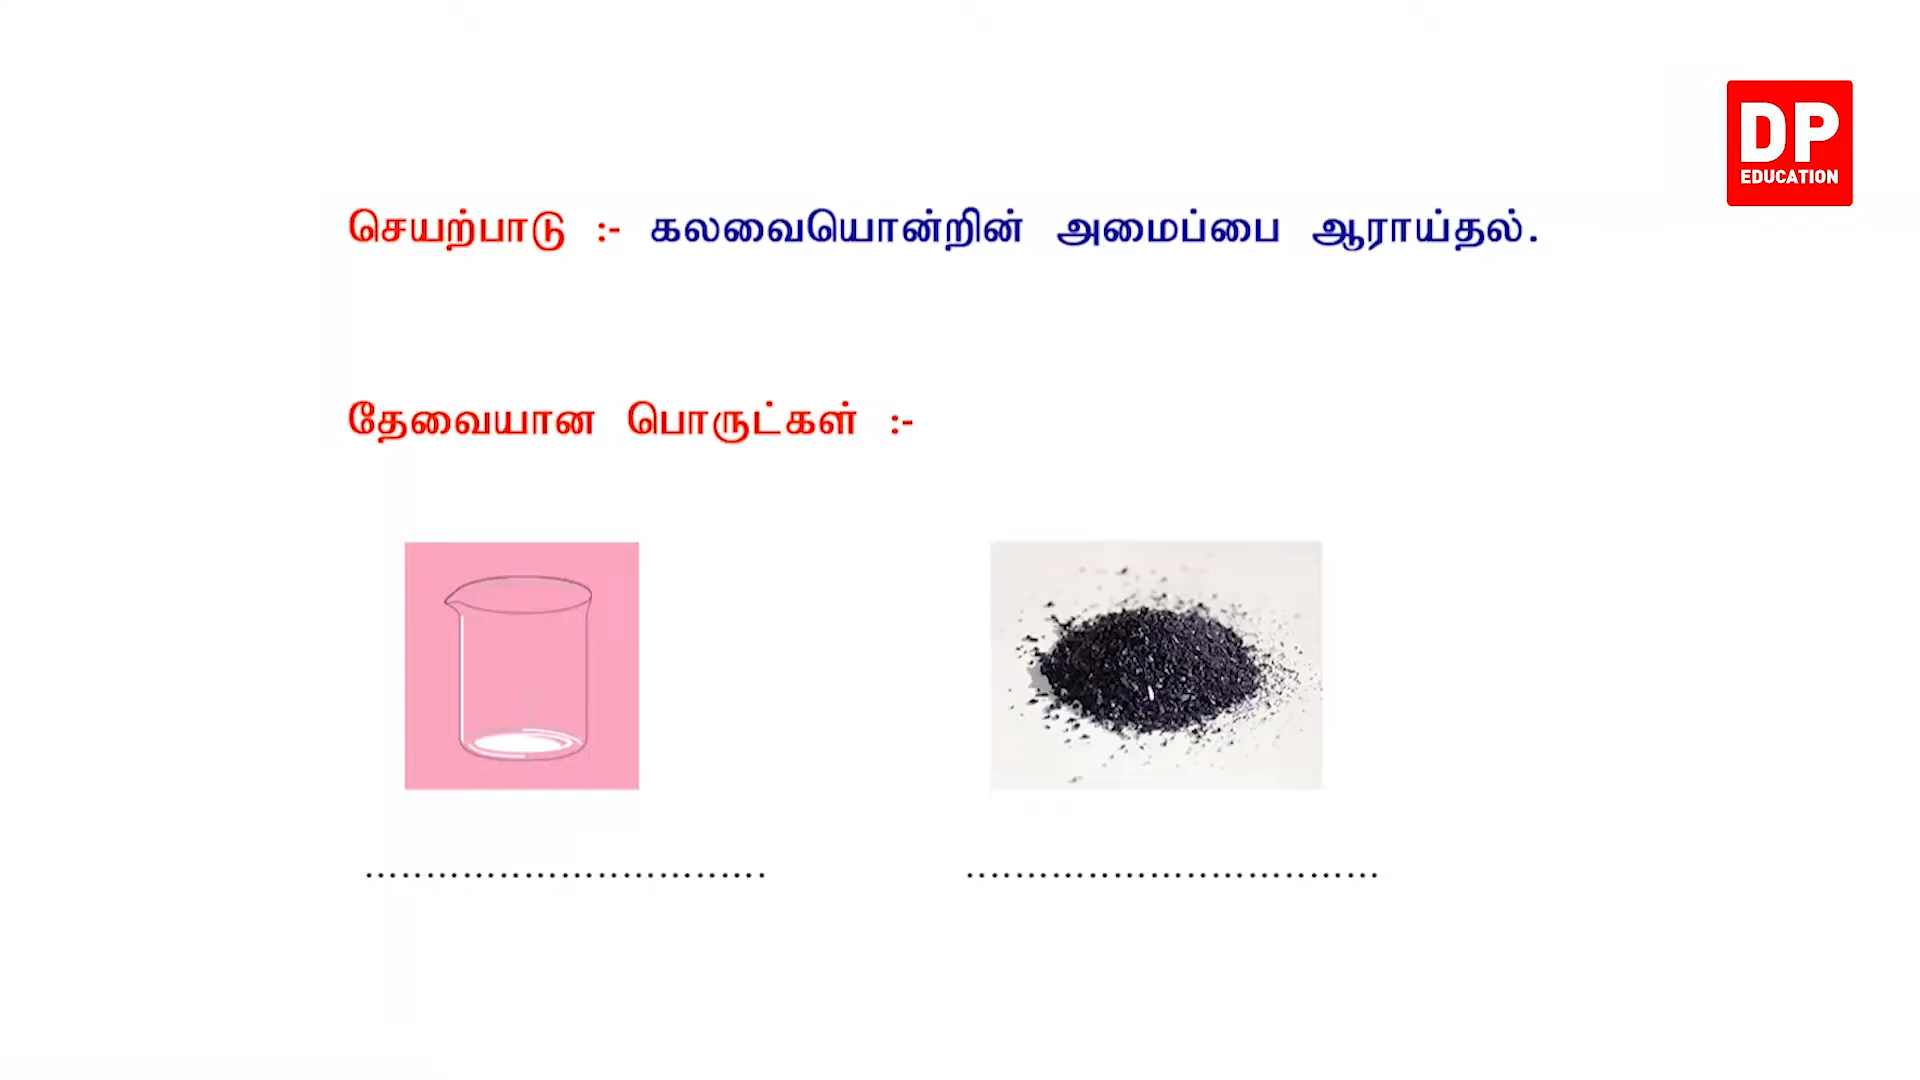 DP
EDUCATION
செயற்பாடு :- கலவையொன்றின் அமைப்பை ஆராய்தல்.
தேவையான பொருட்கள் :-
................................. .................................